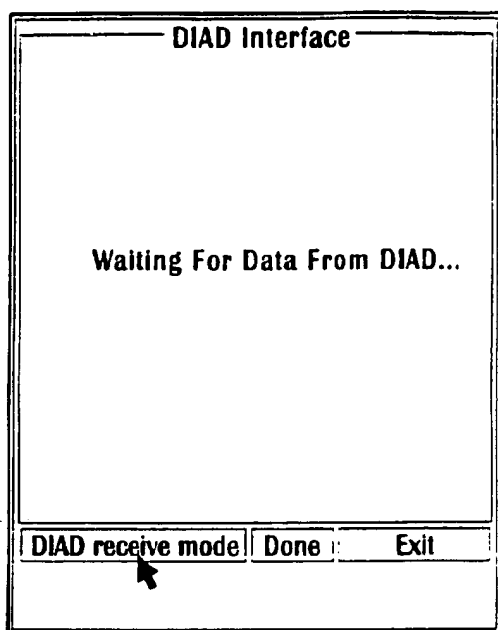 DIAD Interface
Waiting For Data From DIAD...
DIAD receive mode Done Exit